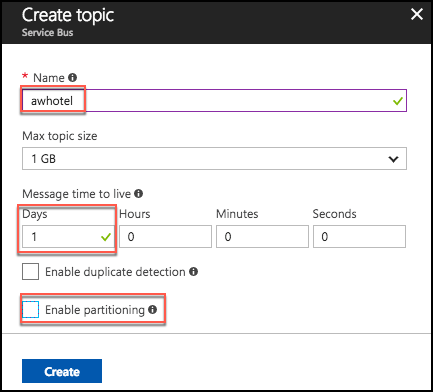 Create topic
Service Bus
* Name
awhotel
Max topic size
1 GB
Message time to live
Days Hours Minutes Seconds
1 0 0 0
Enable duplicate detection
Enable partitioning
Create